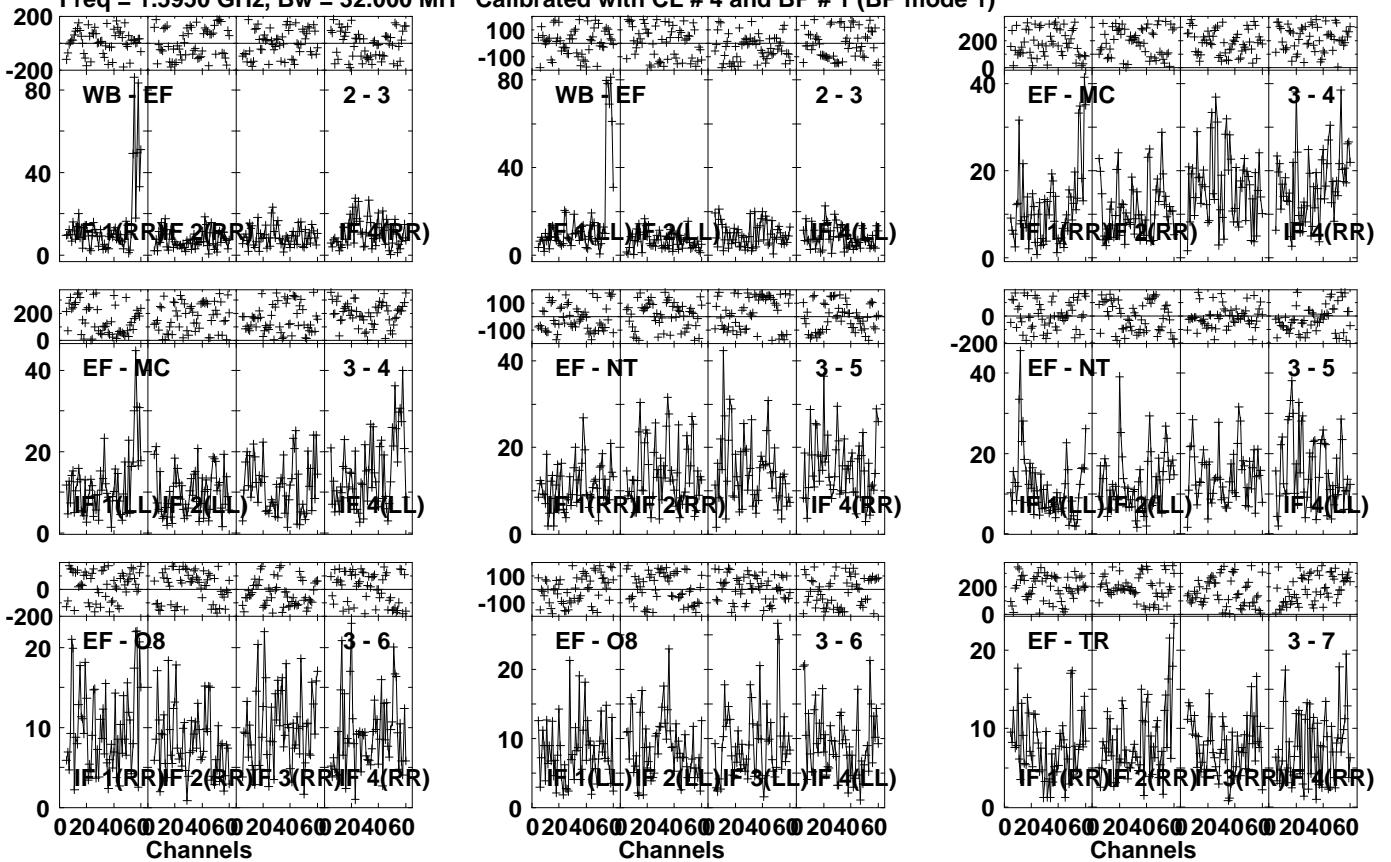 Freq = 1.5950 GHz, Bw = 32.000 MH Calibrated with CL # 4 and BP # 1 (BP mode 1)
200
-200
80
40
0
WB - EF 2 - 3
IF 1(RR) IF 2(RR) IF 4(RR)
100
-100
80
40
0
WB - EF 2 - 3
IF 1(LL) IF 2(LL) IF 4(LL)
200
0
40
20
0
EF - MC 3 - 4
IF 1(RR) IF 2(RR) IF 4(RR)
200
0
40
20
0
EF - MC 3 - 4
IF 1(LL) IF 2(LL) IF 4(LL)
100
-100
40
20
0
EF - NT 3 - 5
IF 1(RR) IF 2(RR) IF 4(RR)
0
-200
40
20
0
EF - NT 3 - 5
IF 1(LL) IF 2(LL) IF 4(LL)
0
-200
20
10
0
EF - O8 3 - 6
IF 1(RR) IF 2(RR) IF 3(RR) IF 4(RR)
0 20 40 60 0 20 40 60 0 20 40 60 0 20 40 60
Channels
100
-100
20
10
0
EF - O8 3 - 6
IF 1(LL) IF 2(LL) IF 3(LL) IF 4(LL)
0 20 40 60 0 20 40 60 0 20 40 60 0 20 40 60
Channels
200
0
20
10
0
EF - TR 3 - 7
IF 1(RR) IF 2(RR) IF 3(RR) IF 4(RR)
0 20 40 60 0 20 40 60 0 20 40 60 0 20 40 60
Channels